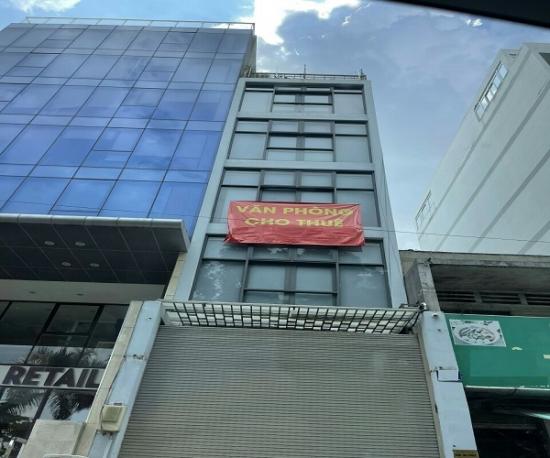 VĂN PHÒNG
CHO THUÊ
RETAIL